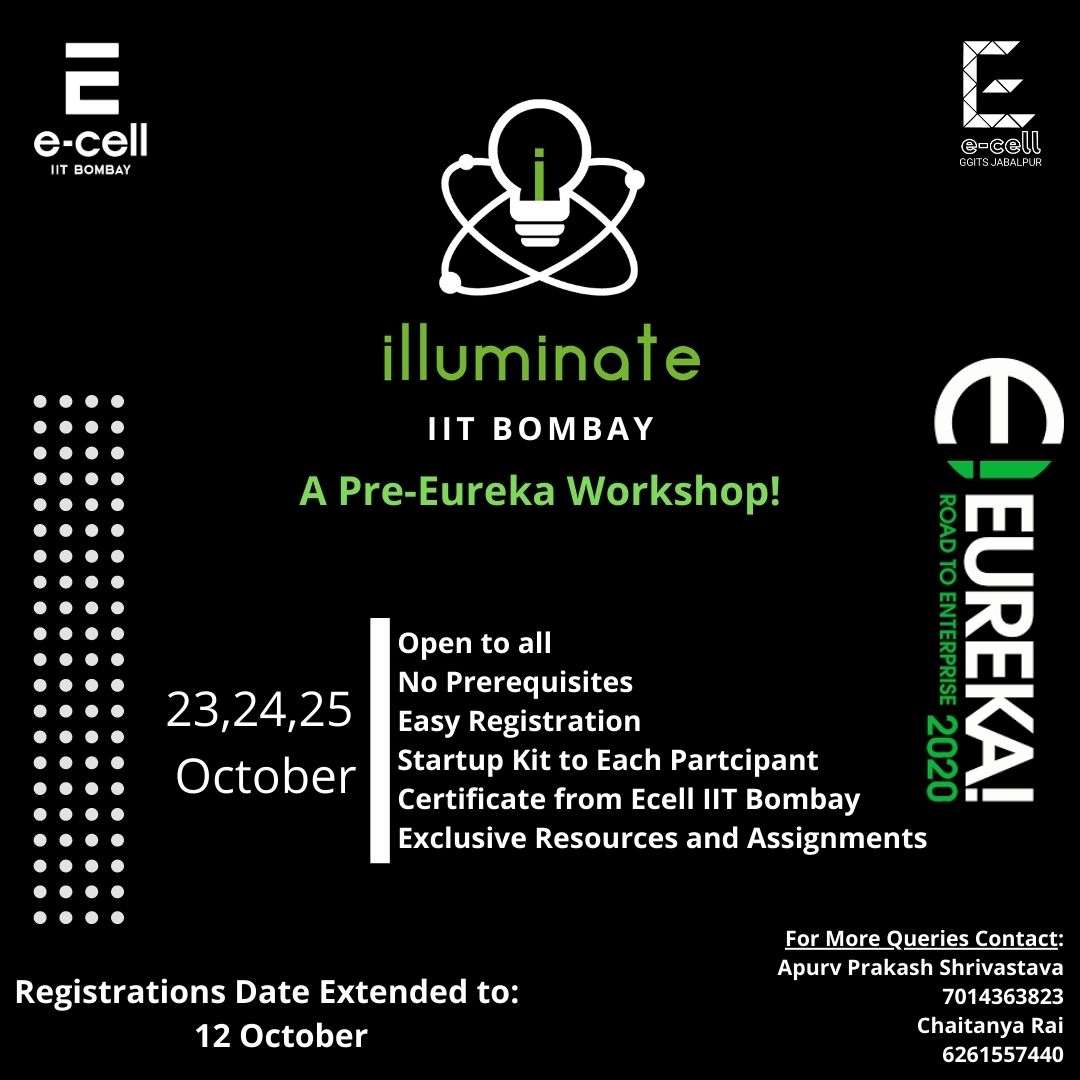 E
e-cell
IIT BOMBAY
E
e-cell
GGITS JABALPUR
i
illuminate
IIT BOMBAY
A Pre-Eureka Workshop!
EUREKA!
ROAD TO ENTERPRISE 2020
23,24,25
October
Open to all
No Prerequisites
Easy Registration
Startup Kit to Each Partcipant
Certificate from Ecell IIT Bombay
Exclusive Resources and Assignments
Registrations Date Extended to:
12 October
For More Queries Contact:
Apurv Prakash Shrivastava
7014363823
Chaitanya Rai
6261557440